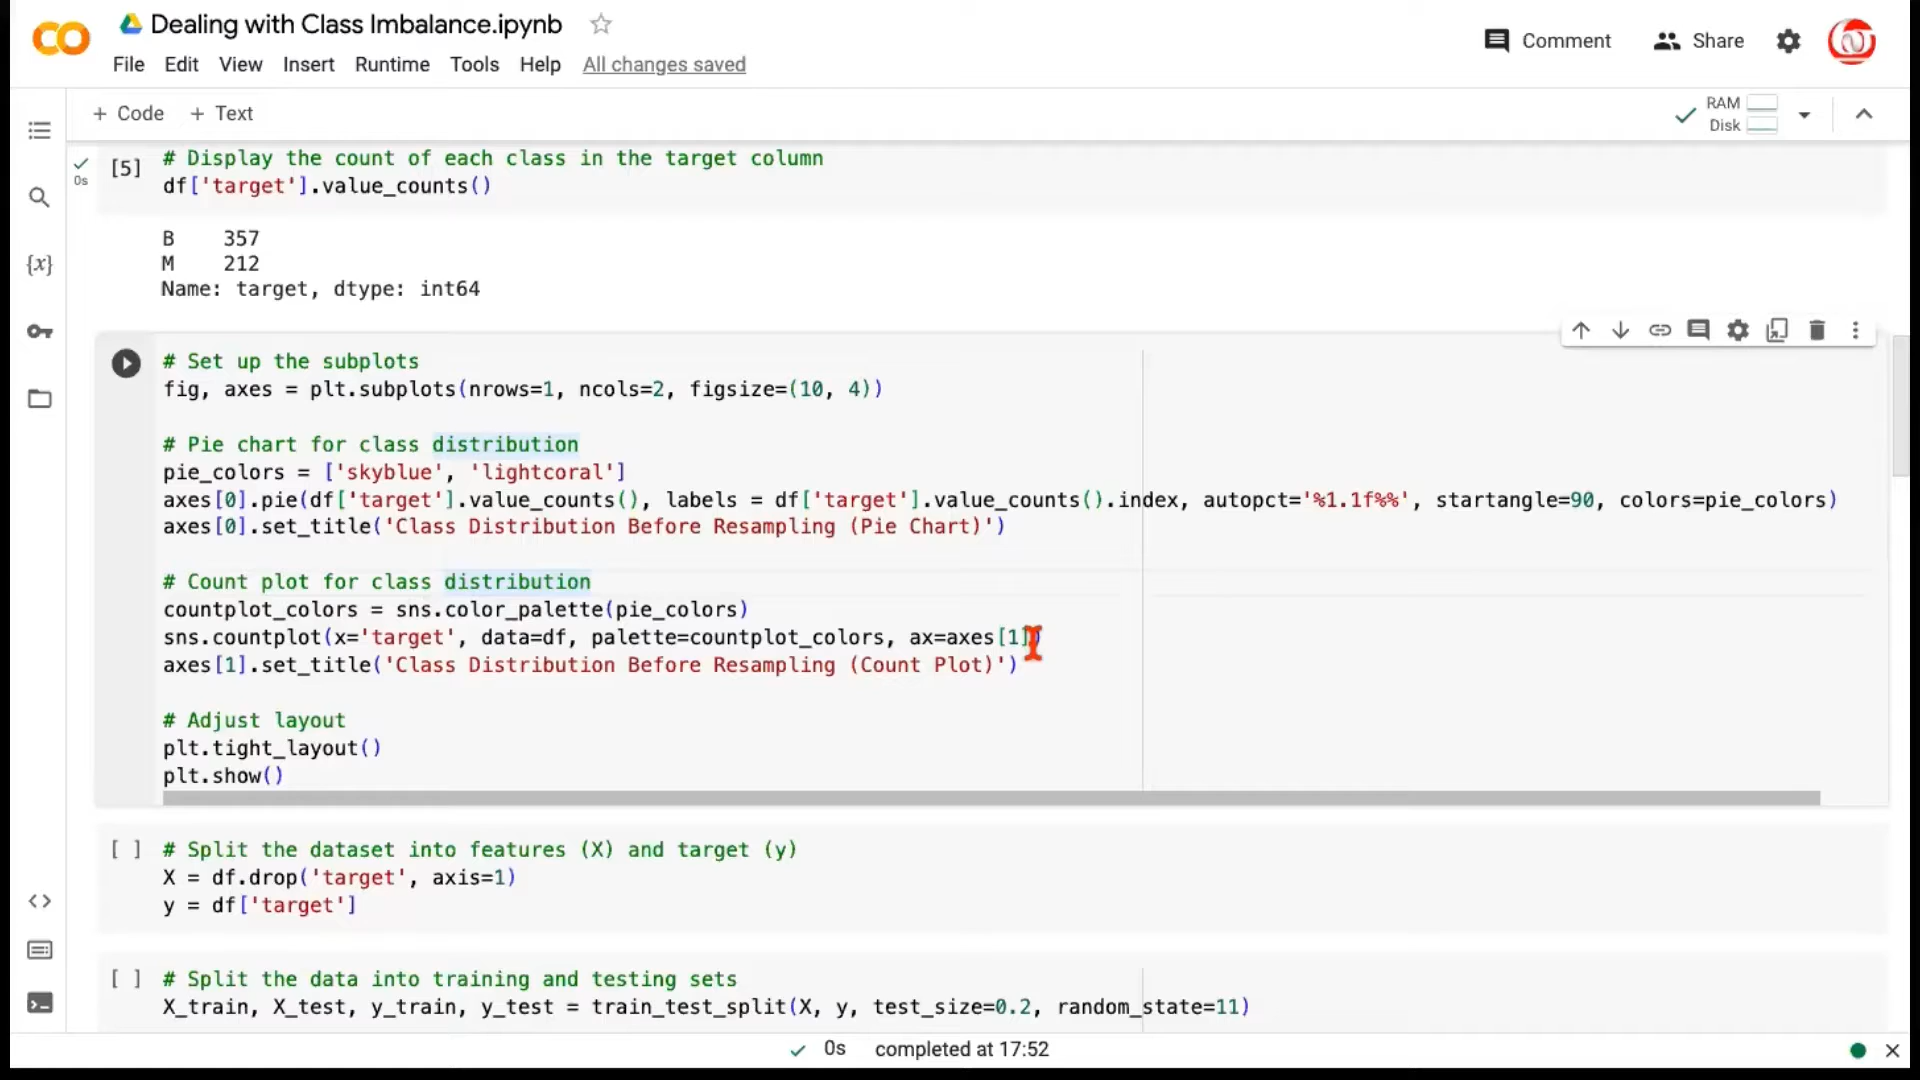 Dealing with Class Imbalance.ipynb
Comment
Share
File Edit View Insert Runtime Tools Help All changes saved
+ Code + Text
RAM
Disk
0s
[5]
# Display the count of each class in the target column
df['target'].value_counts()
B 357
M 212
Name: target, dtype: int64
# Set up the subplots
fig, axes = plt.subplots(nrows=1, ncols=2, figsize=(10, 4))
# Pie chart for class distribution
pie_colors = ['skyblue', 'lightcoral']
axes[0].pie(df['target'].value_counts(), labels = df['target'].value_counts().index, autopct='%1.1f%%', startangle=90, colors=pie_colors)
axes[0].set_title('Class Distribution Before Resampling (Pie Chart)')
# Count plot for class distribution
countplot_colors = sns.color_palette(pie_colors)
sns.countplot(x='target', data=df, palette=countplot_colors, ax=axes[1])
axes[1].set_title('Class Distribution Before Resampling (Count Plot)')
# Adjust layout
plt.tight_layout()
plt.show()
[ ] # Split the dataset into features (X) and target (y)
X = df.drop('target', axis=1)
y = df['target']
[ ] # Split the data into training and testing sets
X_train, X_test, y_train, y_test = train_test_split(X, y, test_size=0.2, random_state=11)
0s completed at 17:52